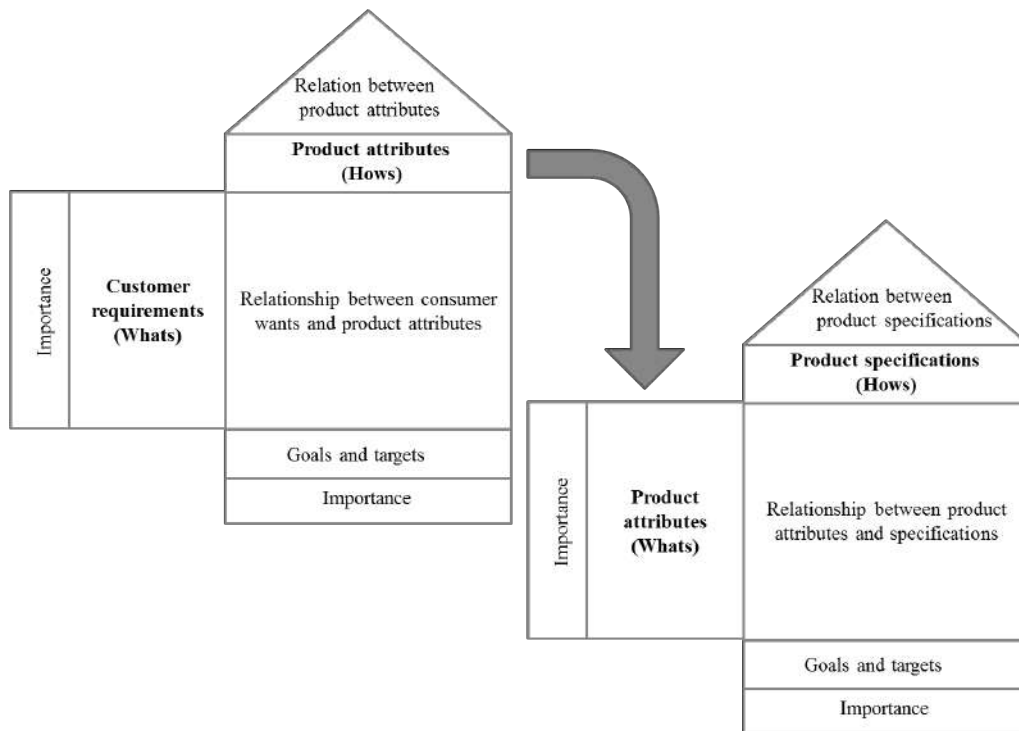 Relation between
product attributes
Product attributes
(Hows)
Importance
Customer
requirements
(Whats)
Relationship between consumer
wants and product attributes
Goals and targets
Importance
Relation between
product specifications
Product specifications
(Hows)
Importance
Product
attributes
(Whats)
Relationship between product
attributes and specifications
Goals and targets
Importance